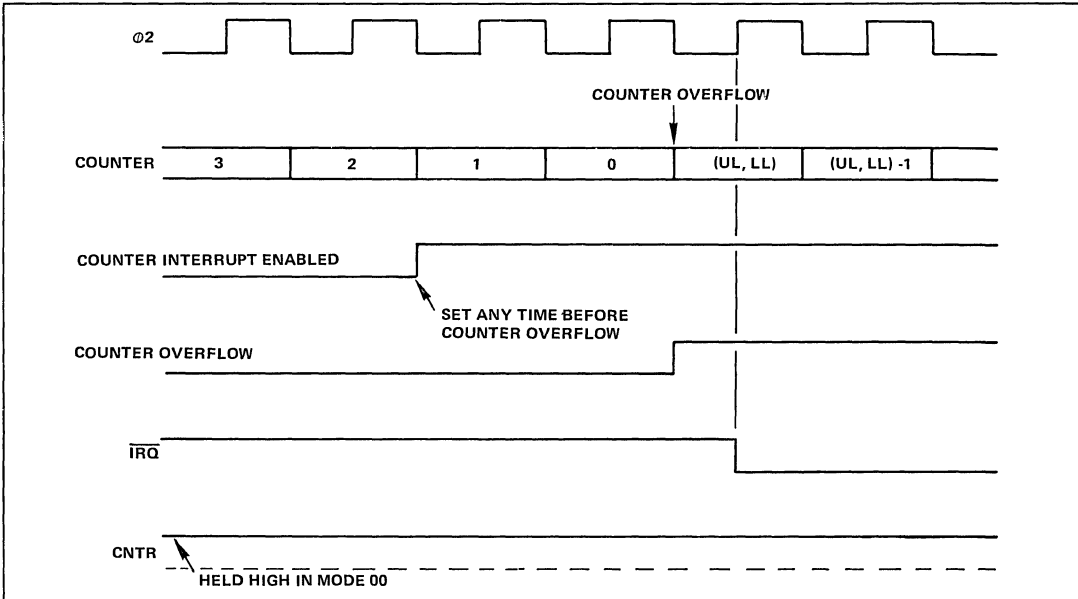 Φ2
COUNTER OVERFLOW
COUNTER 3 2 1 0 (UL, LL) (UL, LL) -1
COUNTER INTERRUPT ENABLED
SET ANY TIME BEFORE
COUNTER OVERFLOW
COUNTER OVERFLOW
IRQ
CNTR
HELD HIGH IN MODE 00